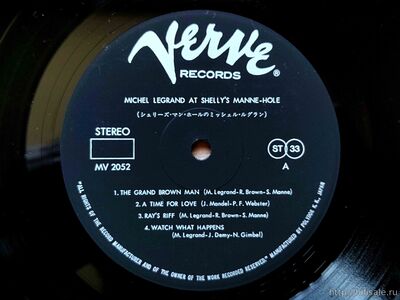 Verve
RECORDS ®
MICHEL LEGRAND AT SHELLY'S MANNE-HOLE
(シェリーズ・マン・ホールのミッシェル・ルグラン)
STEREO
MV 2052
ST 33
A
1. THE GRAND BROWN MAN (M. Legrand-R. Brown-S. Manne)
2. A TIME FOR LOVE (J. Mandel-P. F. Webster)
3. RAY'S RIFF (M. Legrand-R. Brown-S. Manne)
4. WATCH WHAT HAPPENS
(M. Legrand-J. Demy-N. Gimbel)
"ALL RIGHTS OF THE RECORD MANUFACTURER AND OF THE OWNER OF THE WORK RECORDED RESERVED" MANUFACTURED BY POLYDOR K. K., JAPAN
http://hifisale.ru